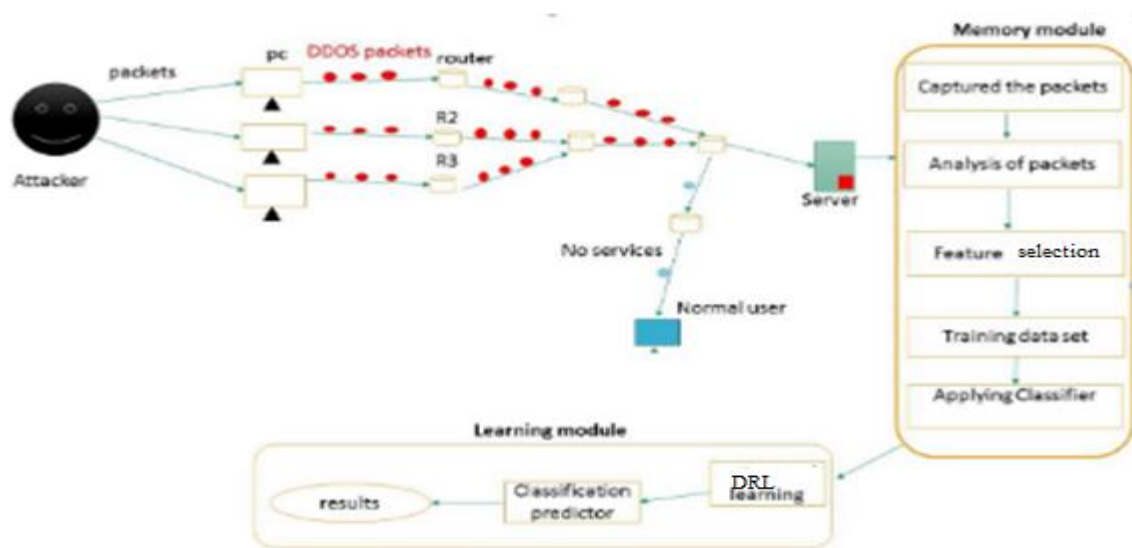 Memory module
pc
DDOS packets
router
packets
Captured the packets
R2
Analysis of packets
R3
Attacker
Server
No services
Feature selection
Normal user
Training data set
Applying Classifier
Learning module
DRL
learning
Classification
predictor
results